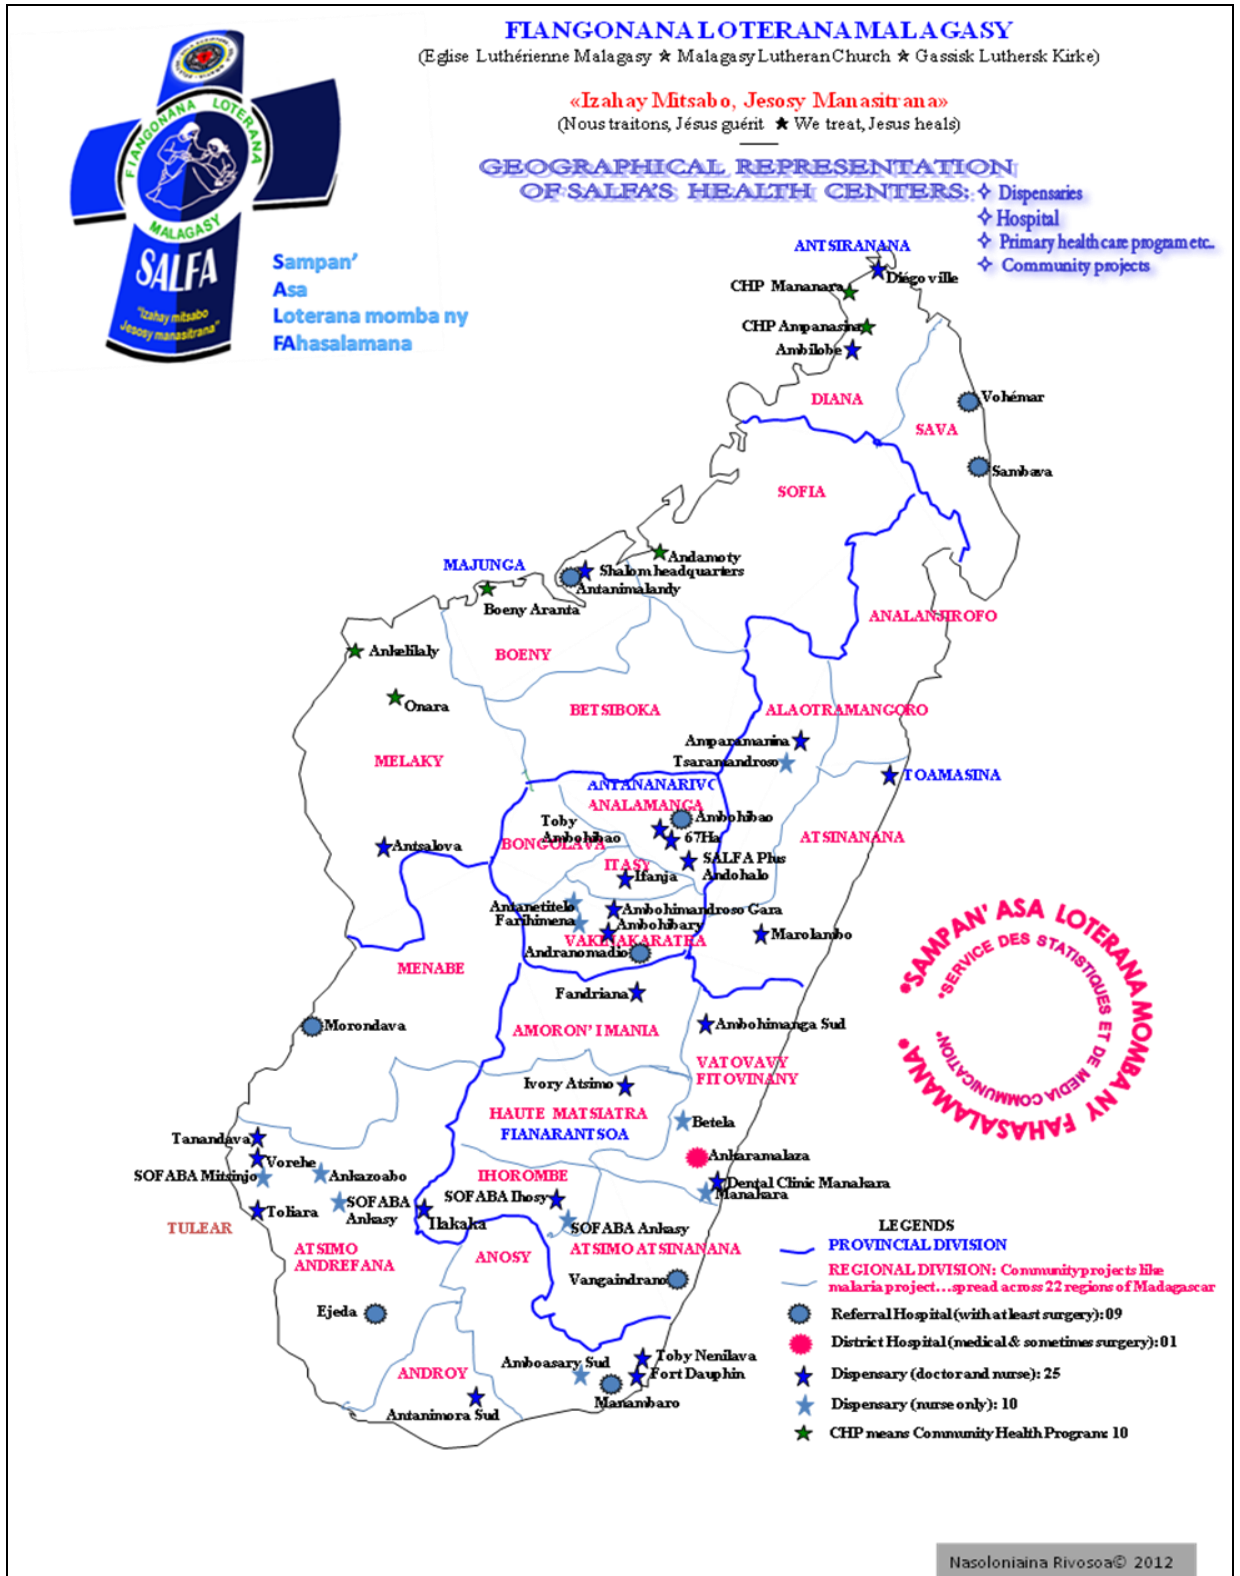 FIANGONANA LOTERANA MALAGASY
(Eglise Luthérienne Malagasy ✯ Malagasy Lutheran Church ✯ Gassisk Luthersk Kirke)
«Izahay Mitsabo, Jesosy Manasitrana»
(Nous traitons, Jésus guérit ★ We treat, Jesus heals)
GEOGRAPHICAL REPRESENTATION
OF SALFA'S HEALTH CENTERS:
Dispensaries
Hospital
Primary health care program etc..
Community projects
FIANGONANA LOTERANA
MALAGASY
SALFA
"Izahay mitsabo
Jesosy manasitrana"
Sampan'
Asa
Loterana momba ny
FAhasalamana
ANTSIRANANA
Diégo ville
CHP Mananara
CHP Ampanasina
Ambilobe
DIANA
Vohémar
SAVA
Sambava
SOFIA
Andamoty
MAJUNGA
Shalom headquarters
Antanimalandy
Boeny Aranta
ANALANJIROFO
Ankelilaly
BOENY
Onara
BETSIBOKA
ALAOTRAMANGORO
Amparamanina
MELAKY
Tsaramandroso
TOAMASINA
ANTANANARIVO
ANALAMANGA
Ambohibao
Toby
Ambohibao
67Ha
BONGOLAVA
ATSINANANA
Antsalova
SALFA Plus
Andohalo
ITASY
Ifanja
Antanetitelo
Ambohimandroso Gara
Farihimena
Ambohibary
Marolambo
VAKINAKARATRA
Andranomadio
MENABE
Fandriana
Morondava
Ambohimanga Sud
AMORON' IMANIA
VATOVAVY
FITOVINANY
Ivory Atsimo
HAUTE MATSIATRA
Betela
FIANARANTSOA
Tanandava
Ankaramalaza
Vorehe
SOFABA Mitsinjo
Ankazoabo
IHOROMBE
Dental Clinic Manakara
Manakara
SOFABA Ihosy
SOFABA
Ankasy
Toliara
Ilakaka
TULEAR
SOFABA Ankasy
ATSIMO
ANDREFANA
ANOSY
ATSIMO ATSINANANA
Vangaindrano
Ejeda
Toby Nenilava
Amboasary Sud
Fort Dauphin
ANDROY
Manambaro
Antanimora Sud
*SAMPAN' ASA LOTERANA MOMBA NY FAHASALAMANA*
*SERVICE DES STATISTIQUES ET DE MEDIA COMMUNICATION*
LEGENDS
PROVINCIAL DIVISION
REGIONAL DIVISION: Community projects like
malaria project...spread across 22 regions of Madagascar
Referral Hospital (with at least surgery): 09
District Hospital (medical & sometimes surgery): 01
Dispensary (doctor and nurse): 25
Dispensary (nurse only): 10
CHP means Community Health Program: 10
Nasoloniaina Rivosoa© 2012